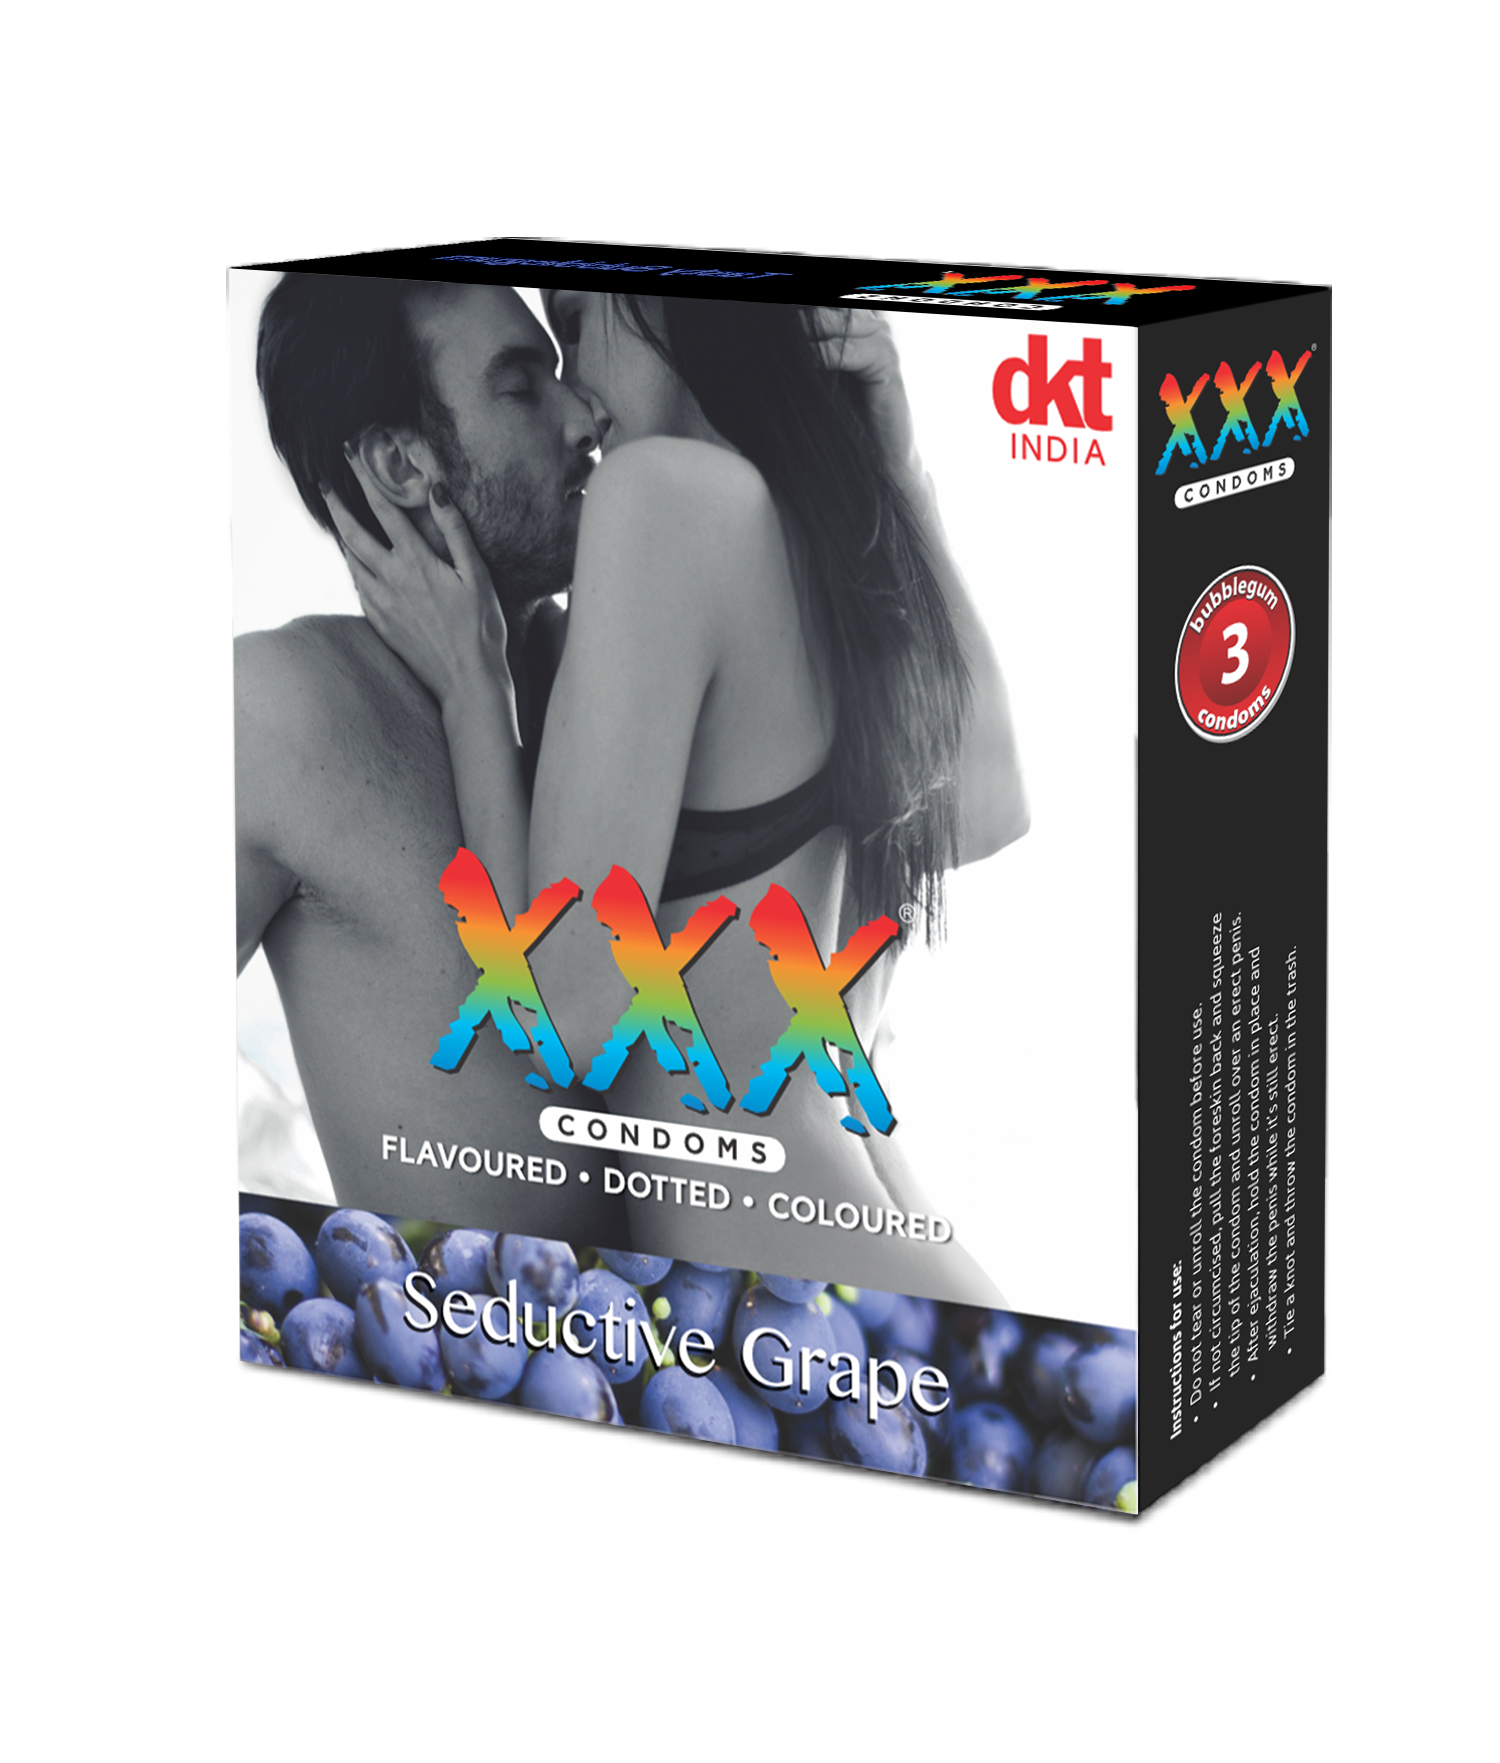 XXX
CONDOMS
dkt
INDIA
XXX®
CONDOMS
FLAVOURED • DOTTED • COLOURED
Seductive Grape
XXX®
CONDOMS
bubblegum
3
condoms
Instructions for use:
• Do not tear or unroll the condom before use.
• If not circumcised, pull the foreskin back and squeeze
the tip of the condom and unroll over an erect penis.
• After ejaculation, hold the condom in place and
withdraw the penis while it's still erect.
• Tie a knot and throw the condom in the trash.